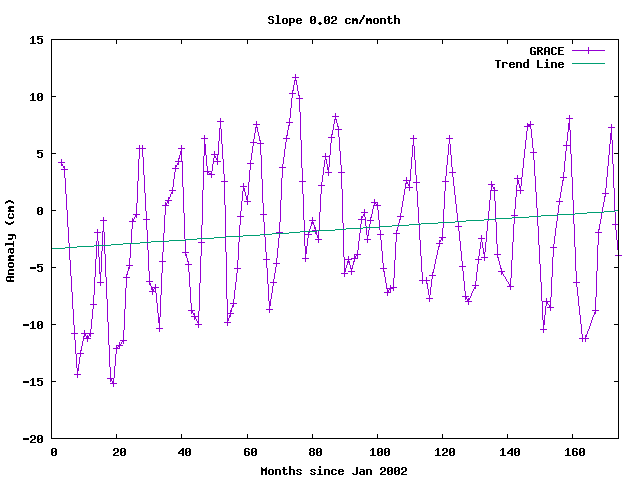 Slope 0.02 cm/month
GRACE
Trend Line
15
10
5
0
-5
-10
-15
-20
Anomaly (cm)
0 20 40 60 80 100 120 140 160
Months since Jan 2002